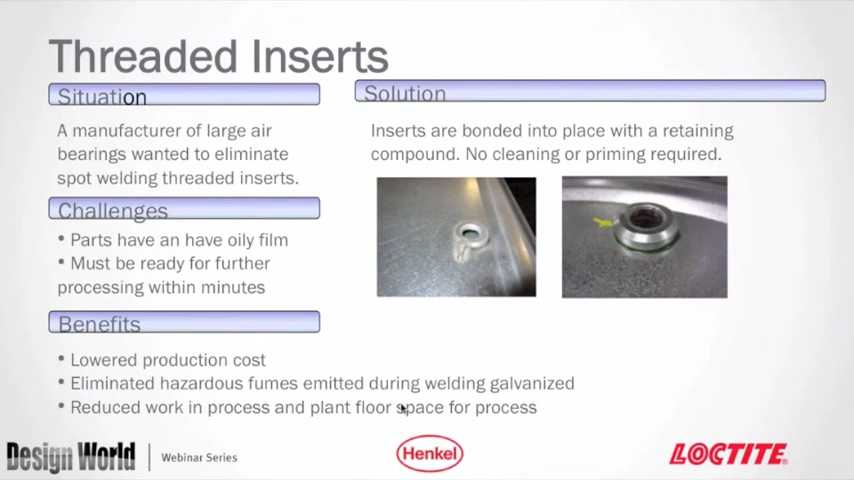 Threaded Inserts
Situation
A manufacturer of large air
bearings wanted to eliminate
spot welding threaded inserts.
Challenges
• Parts have an have oily film
• Must be ready for further
processing within minutes
Benefits
• Lowered production cost
• Eliminated hazardous fumes emitted during welding galvanized
• Reduced work in process and plant floor space for process
Solution
Inserts are bonded into place with a retaining
compound. No cleaning or priming required.
Design World
Webinar Series
Henkel
LOCTITE®